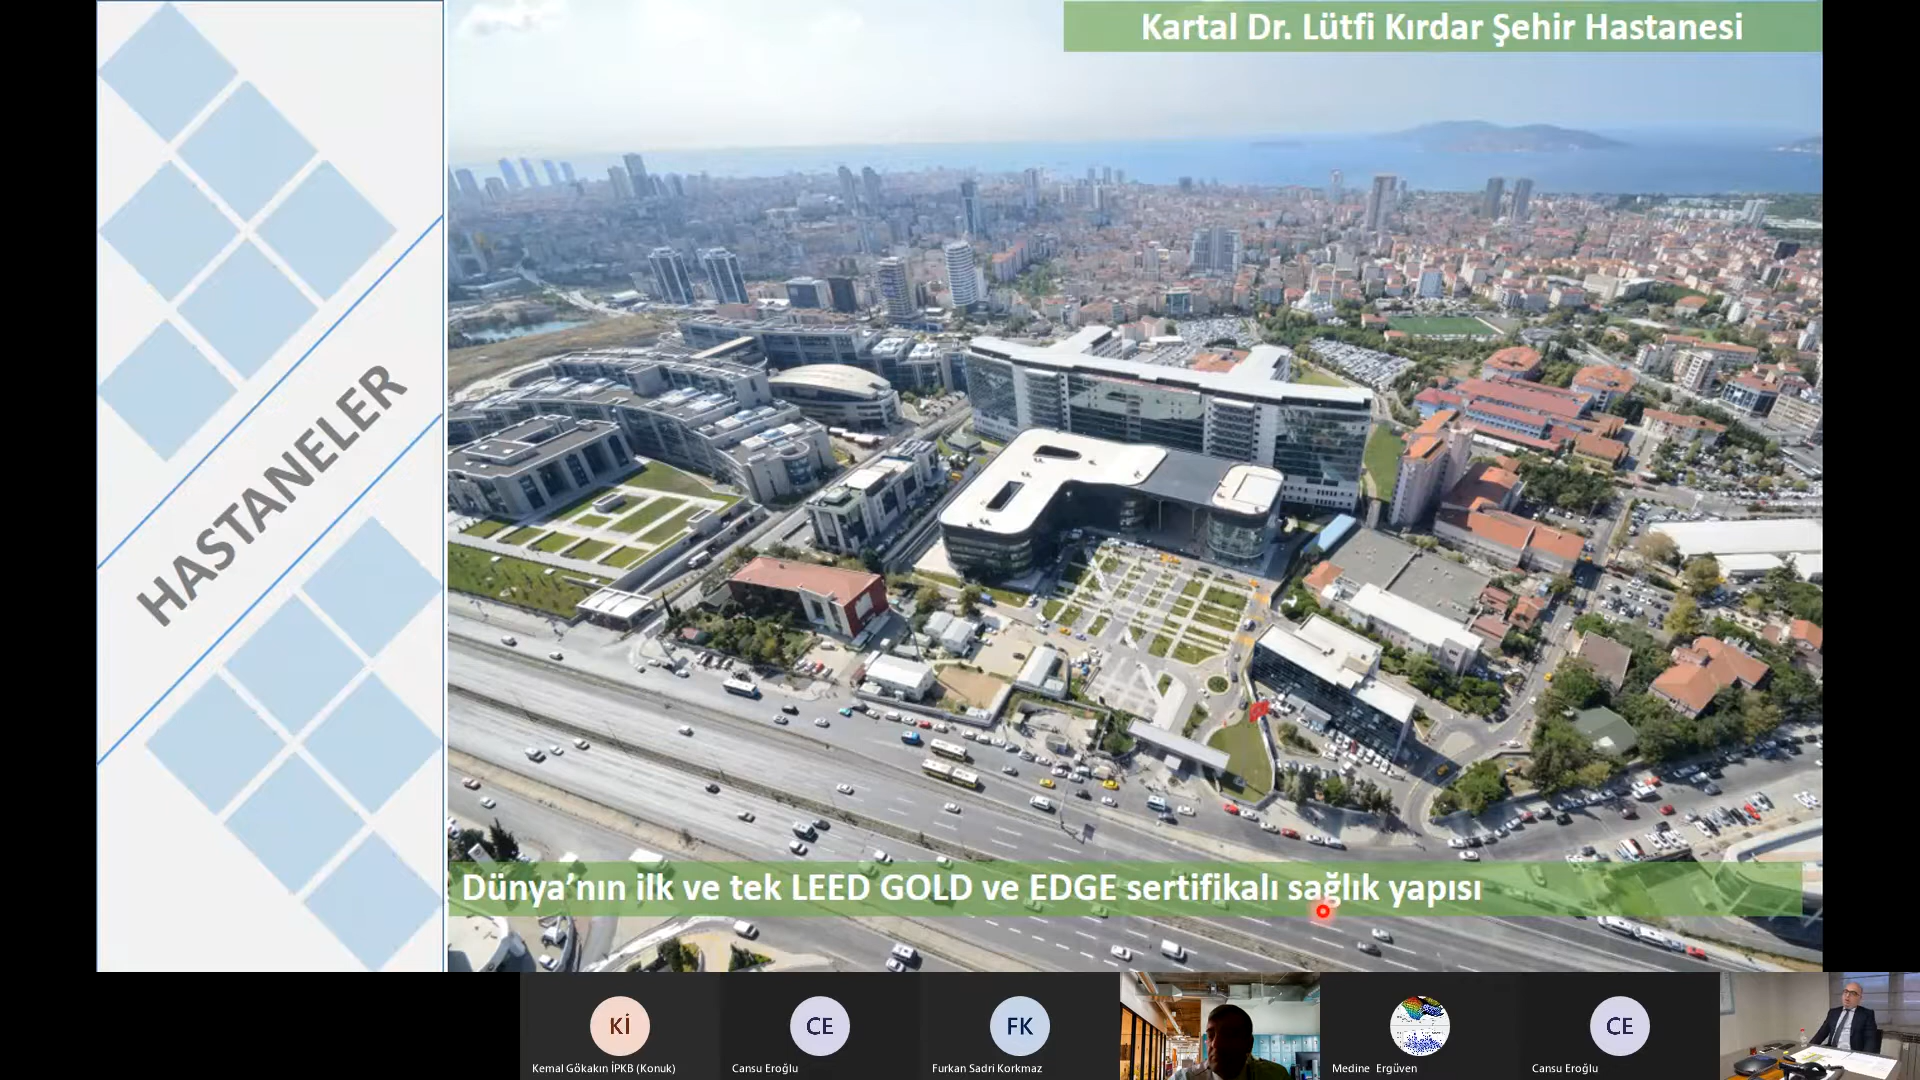 Kartal Dr. Lütfi Kırdar Şehir Hastanesi
HASTANELER
Dünya’nın ilk ve tek LEED GOLD ve EDGE sertifikalı sağlık yapısı
Kİ
CE
FK
CE
Kemal Gökakın İPKB (Konuk)
Cansu Eroğlu
Furkan Sadri Korkmaz
Medine Ergüven
Cansu Eroğlu